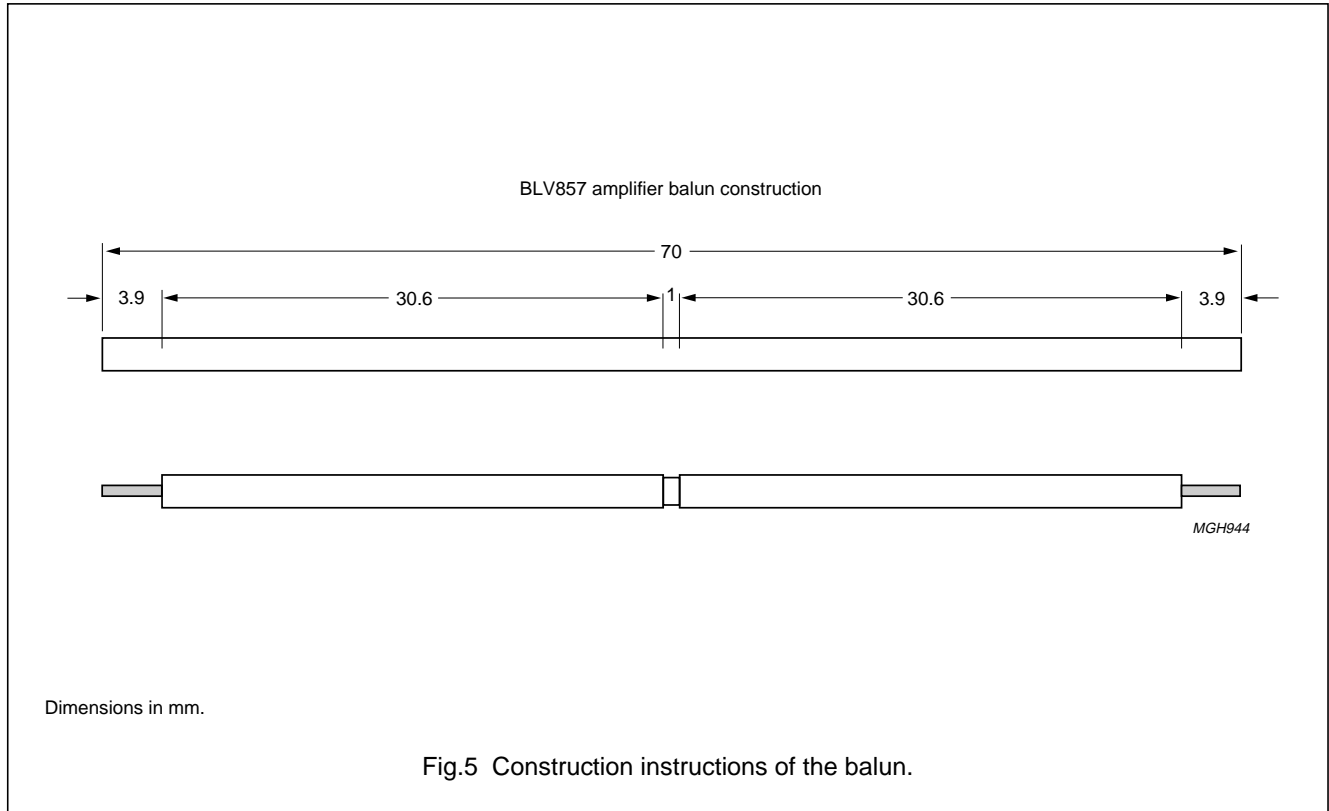 BLV857 amplifier balun construction
70
3.9 30.6 1 30.6 3.9
MGH944
Dimensions in mm.
Fig.5 Construction instructions of the balun.